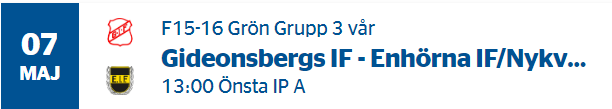 07
MAJ
F15-16 Grön Grupp 3 vår
Gideonsbergs IF - Enhörna IF/Nykv...
13:00 Önsta IP A
E.I.F